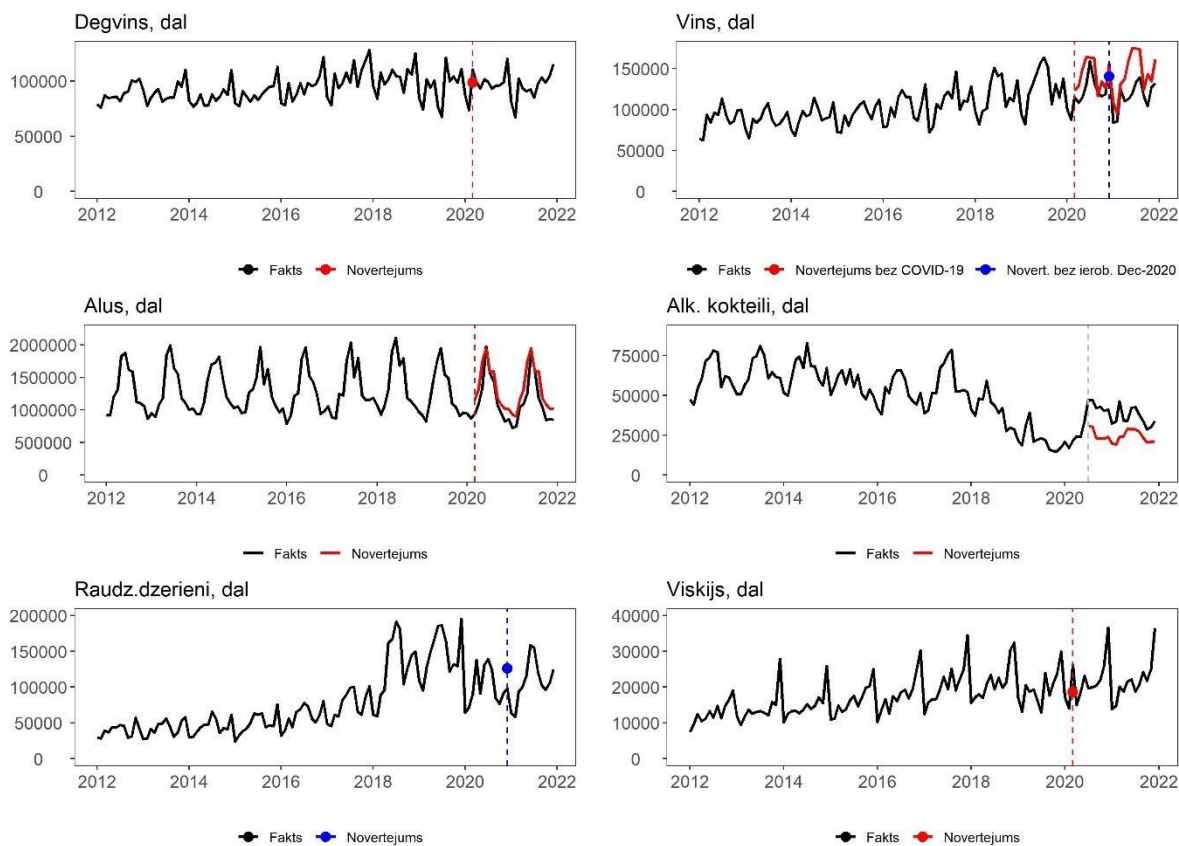 Degvins, dal
100000
50000
0
2012 2014 2016 2018 2020 2022
Fakts Novertejums
Vins, dal
150000
100000
50000
0
2012 2014 2016 2018 2020 2022
Fakts Novertejums bez COVID-19 Novert. bez ierob. Dec-2020
Alus, dal
2000000
1500000
1000000
500000
0
2012 2014 2016 2018 2020 2022
Fakts Novertejums
Alk. kokteili, dal
75000
50000
25000
0
2012 2014 2016 2018 2020 2022
Fakts Novertejums
Raudz.dzerieni, dal
200000
150000
100000
50000
0
2012 2014 2016 2018 2020 2022
Fakts Novertejums
Viskijs, dal
40000
30000
20000
10000
0
2012 2014 2016 2018 2020 2022
Fakts Novertejums